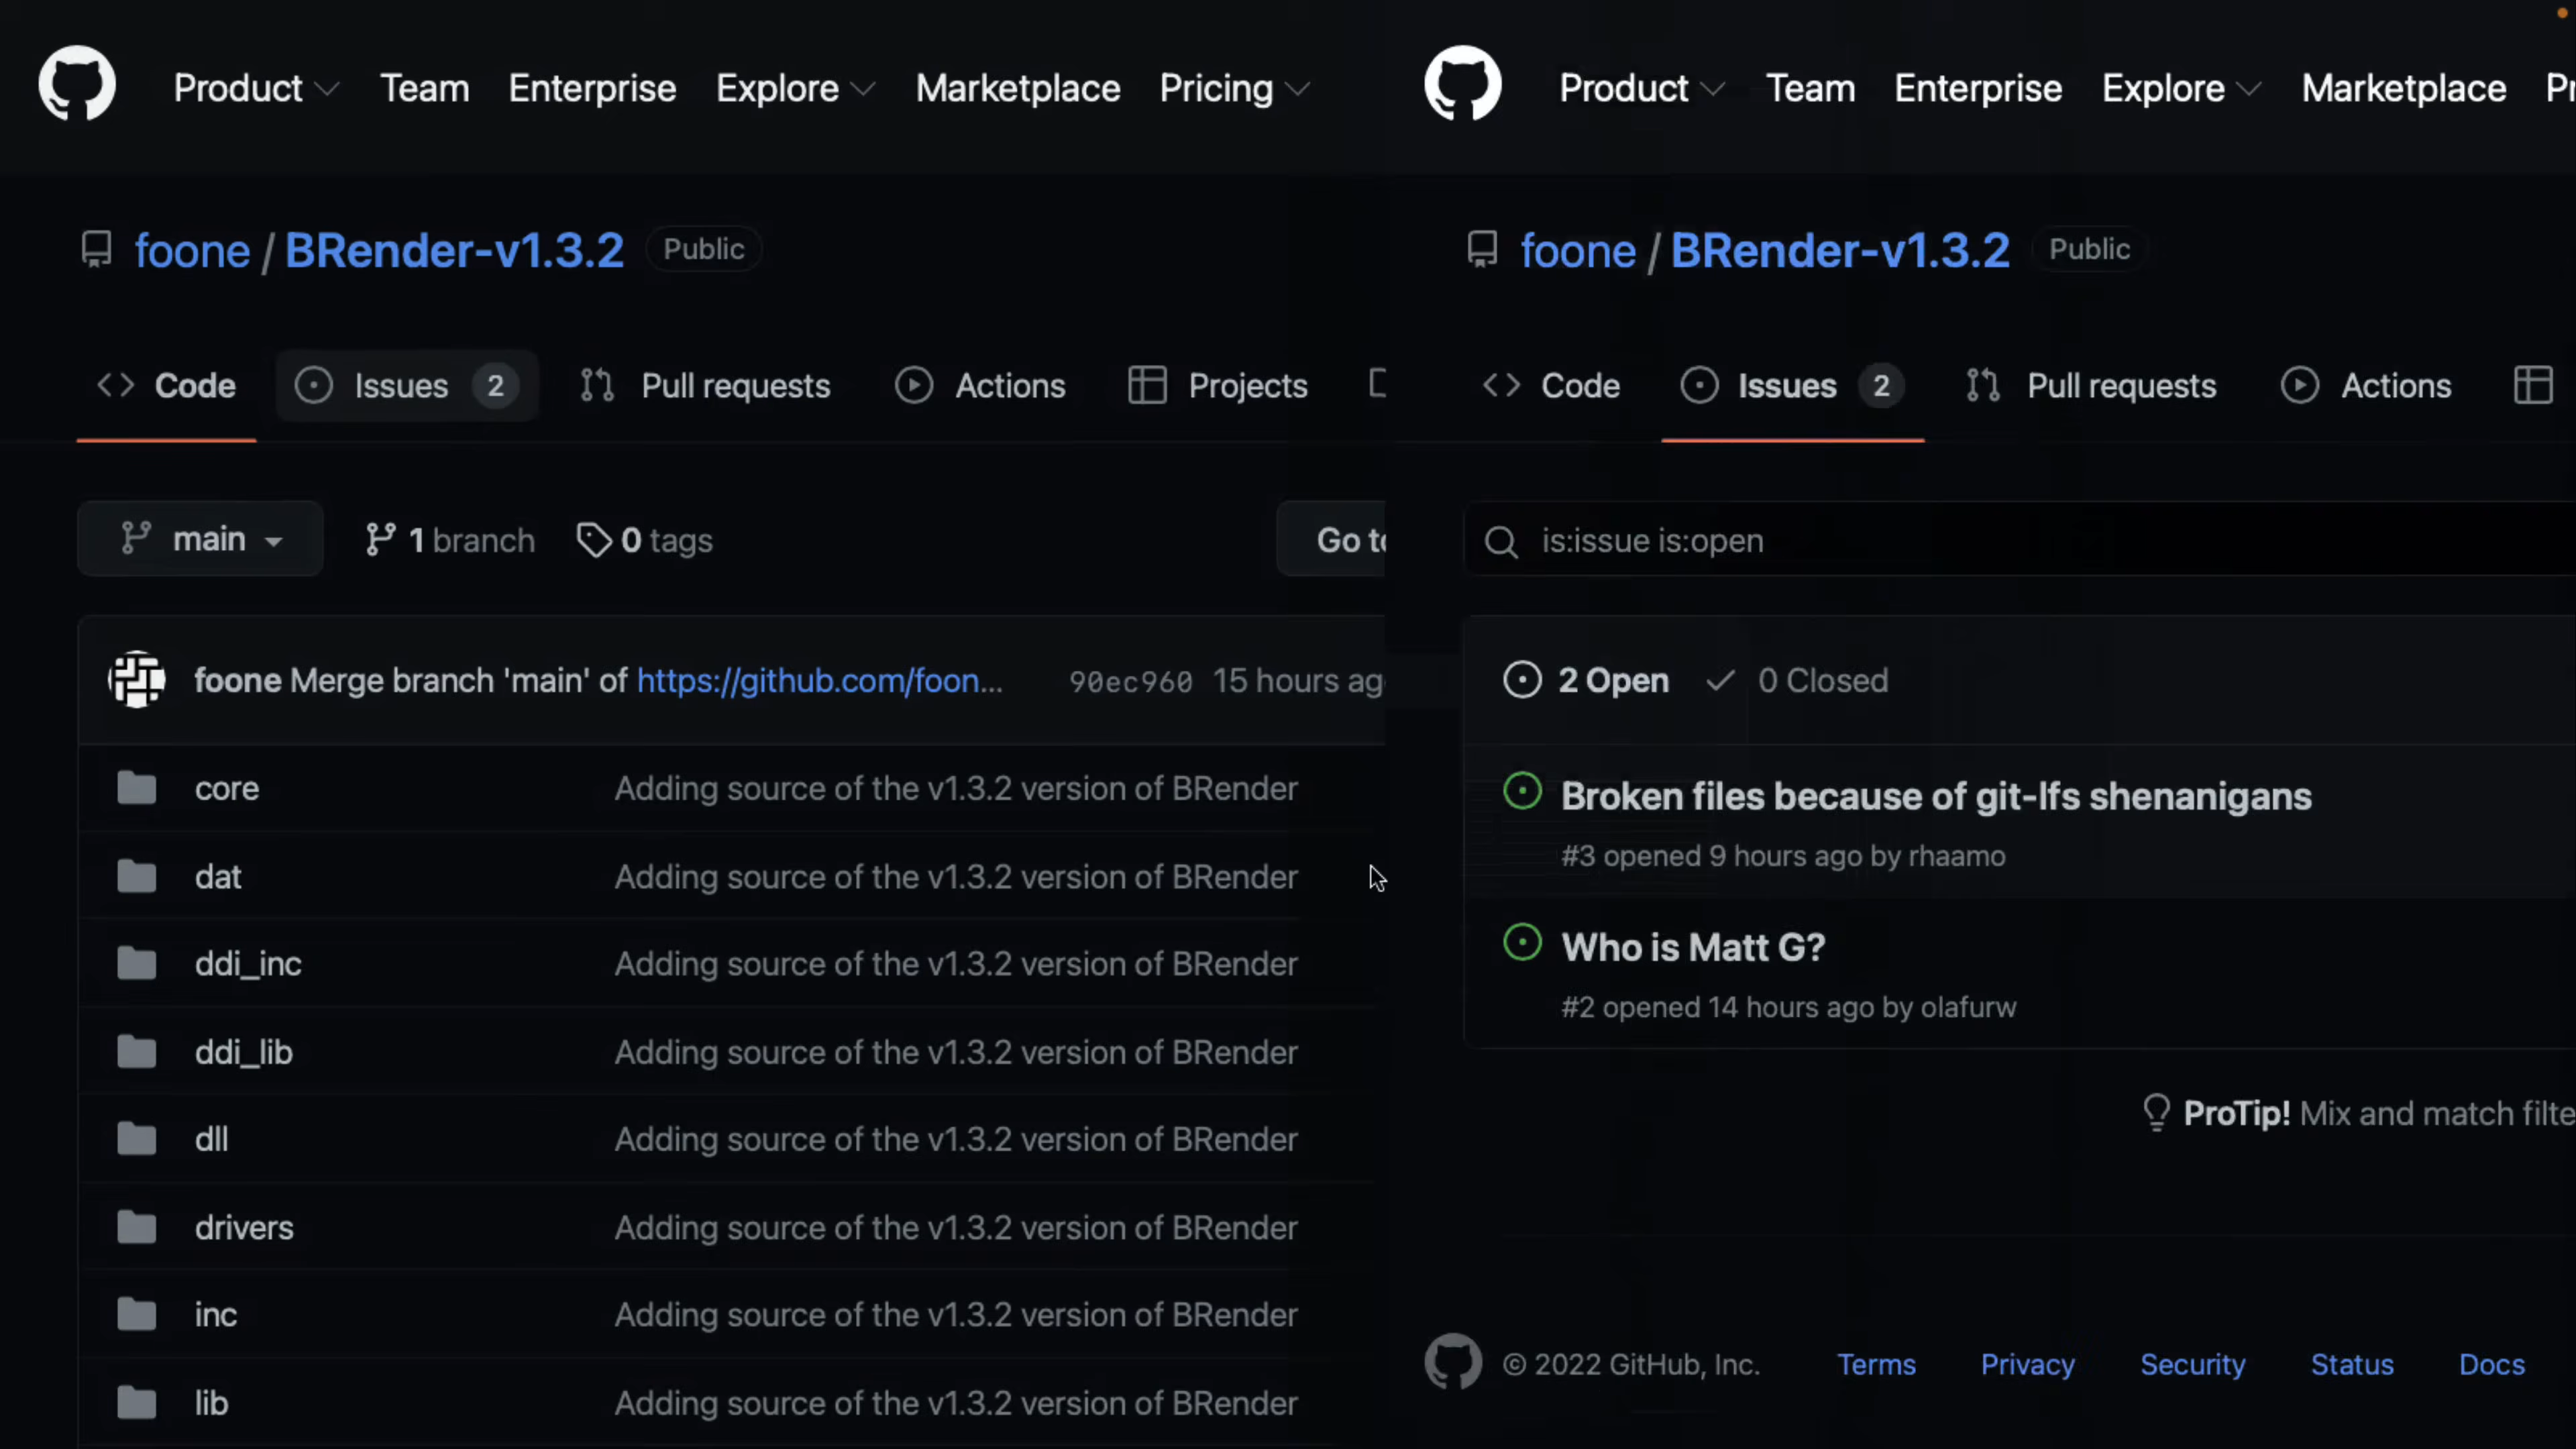 Product Team Enterprise Explore Marketplace Pricing
foone / BRender-v1.3.2 Public
Code Issues 2 Pull requests Actions Projects
main 1 branch 0 tags Go to
foone Merge branch 'main' of https://github.com/foon... 90ec960 15 hours ag
core Adding source of the v1.3.2 version of BRender
dat Adding source of the v1.3.2 version of BRender
ddi_inc Adding source of the v1.3.2 version of BRender
ddi_lib Adding source of the v1.3.2 version of BRender
dll Adding source of the v1.3.2 version of BRender
drivers Adding source of the v1.3.2 version of BRender
inc Adding source of the v1.3.2 version of BRender
lib Adding source of the v1.3.2 version of BRender
Product Team Enterprise Explore Marketplace Pr
foone / BRender-v1.3.2 Public
Code Issues 2 Pull requests Actions
is:issue is:open
2 Open 0 Closed
Broken files because of git-lfs shenanigans
#3 opened 9 hours ago by rhaamo
Who is Matt G?
#2 opened 14 hours ago by olafurw
ProTip! Mix and match filte
© 2022 GitHub, Inc. Terms Privacy Security Status Docs